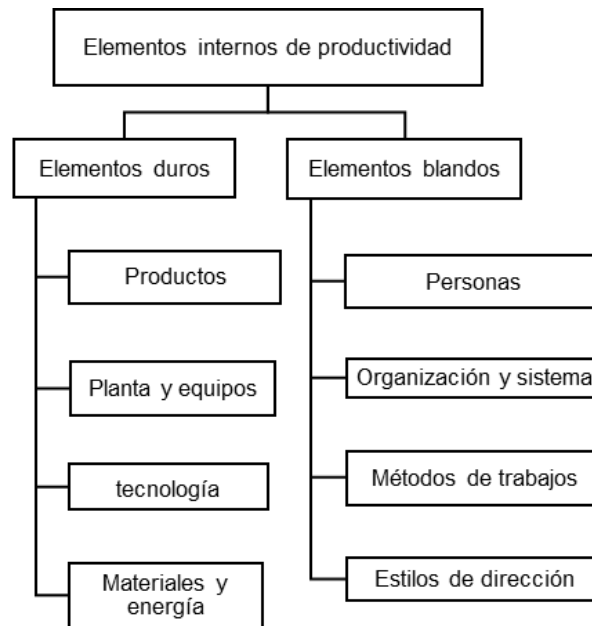 Elementos internos de productividad
Elementos duros
Elementos blandos
Productos
Personas
Planta y equipos
Organización y sistema
tecnología
Métodos de trabajos
Materiales y
energía
Estilos de dirección